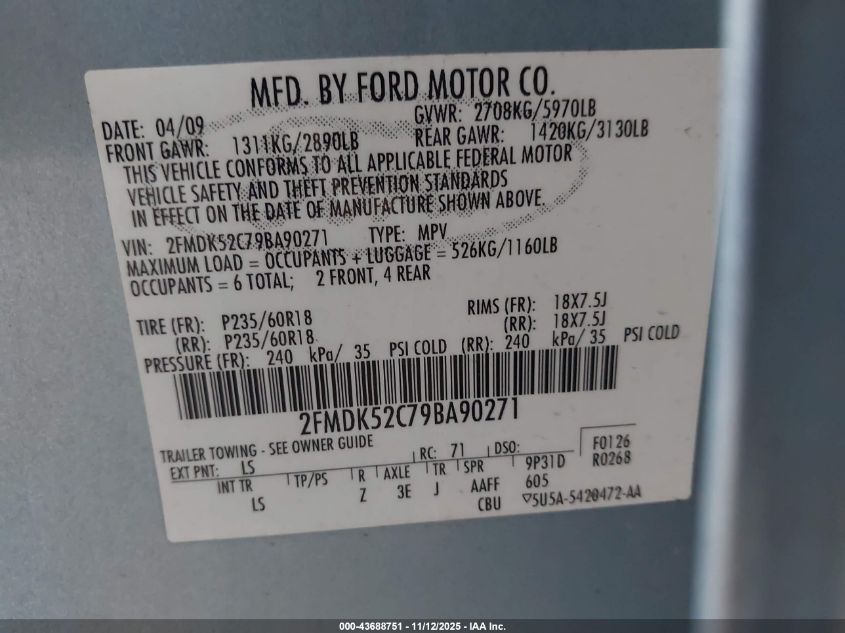 MFD. BY FORD MOTOR CO.
DATE: 04/09 GVWR: 2708KG/5970LB
FRONT GAWR: 1311KG/2890LB REAR GAWR: 1420KG/3130LB
THIS VEHICLE CONFORMS TO ALL APPLICABLE FEDERAL MOTOR
VEHICLE SAFETY AND THEFT PREVENTION STANDARDS
IN EFFECT ON THE DATE OF MANUFACTURE SHOWN ABOVE.
VIN: 2FMDK52C79BA90271 TYPE: MPV
MAXIMUM LOAD = OCCUPANTS + LUGGAGE = 526KG/1160LB
OCCUPANTS = 6 TOTAL; 2 FRONT, 4 REAR
TIRE (FR): P235/60R18 RIMS (FR): 18X7.5J
(RR): P235/60R18 (RR): 18X7.5J
PRESSURE (FR): 240 kPa/ 35 PSI COLD (RR): 240 kPa/ 35 PSI COLD
2FMDK52C79BA90271
TRAILER TOWING - SEE OWNER GUIDE RC: 71 DSO: F0126
EXT PNT: LS R0268
INT TR TP/PS R AXLE TR SPR 9P31D
LS Z 3E J AAFF 605
CBU ▽5U5A-5420472-AA
000-43688751 - 11/12/2025 - IAA Inc.